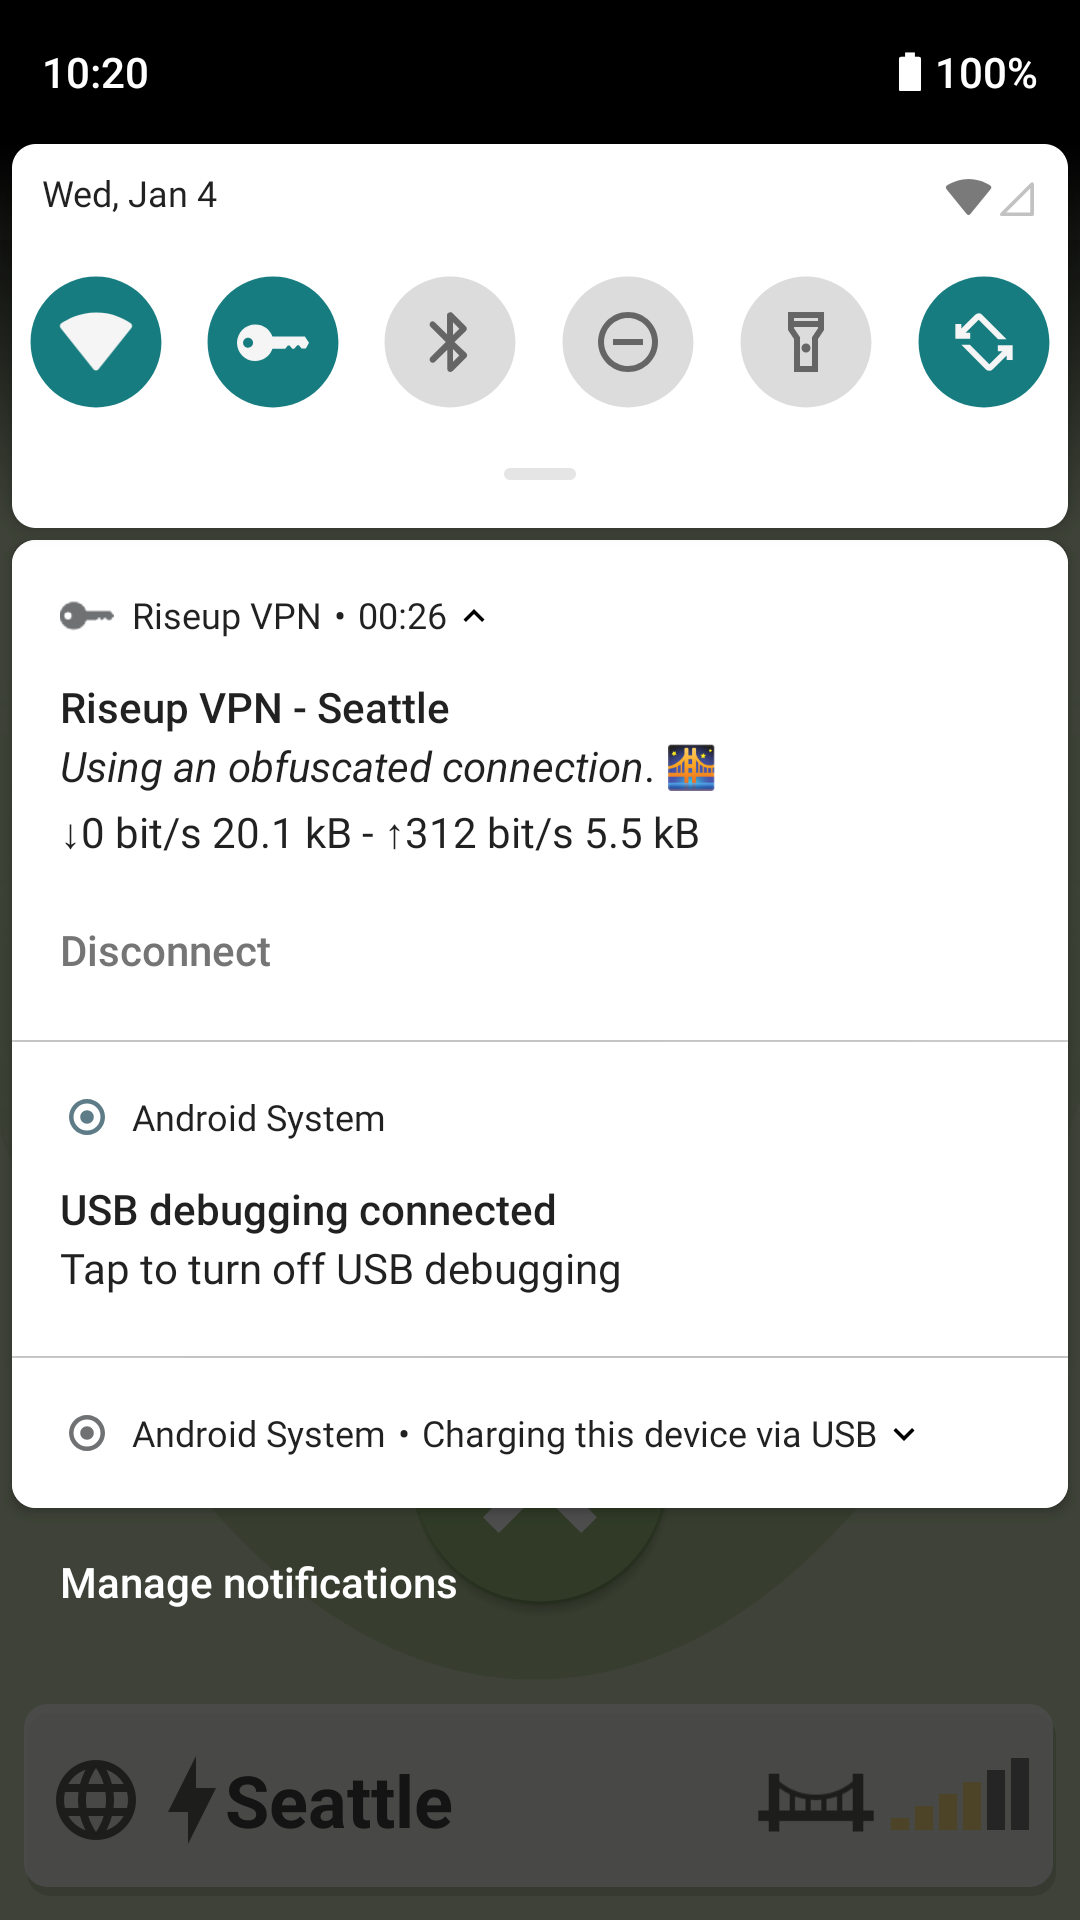 10:20 100%
Wed, Jan 4
Riseup VPN • 00:26
Riseup VPN - Seattle
Using an obfuscated connection. 🌉
↓0 bit/s 20.1 kB - ↑312 bit/s 5.5 kB
Disconnect
Android System
USB debugging connected
Tap to turn off USB debugging
Android System • Charging this device via USB
Manage notifications
Seattle